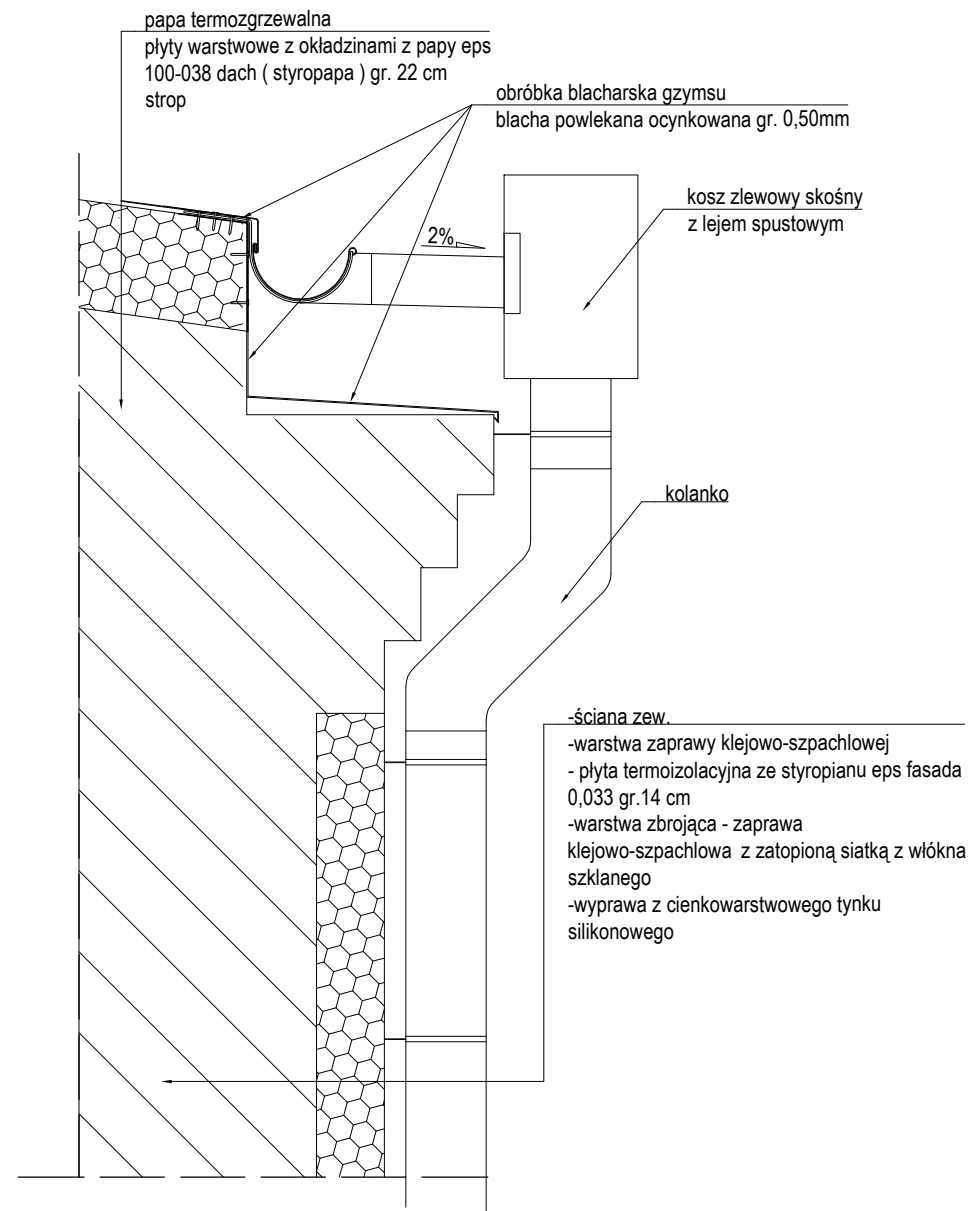 papa termozgrzewalna
płyty warstwowe z okładzinami z papy eps
100-038 dach ( styropapa ) gr. 22 cm
strop
obróbka blacharska gzymsu
blacha powlekana ocynkowana gr. 0,50mm
kosz zlewowy skośny
z lejem spustowym
2%
kolanko
-ściana zew.
-warstwa zaprawy klejowo-szpachlowej
- płyta termoizolacyjna ze styropianu eps fasada
0,033 gr.14 cm
-warstwa zbrojąca - zaprawa
klejowo-szpachlowa z zatopioną siatką z włókna
szklanego
-wyprawa z cienkowarstwowego tynku
silikonowego